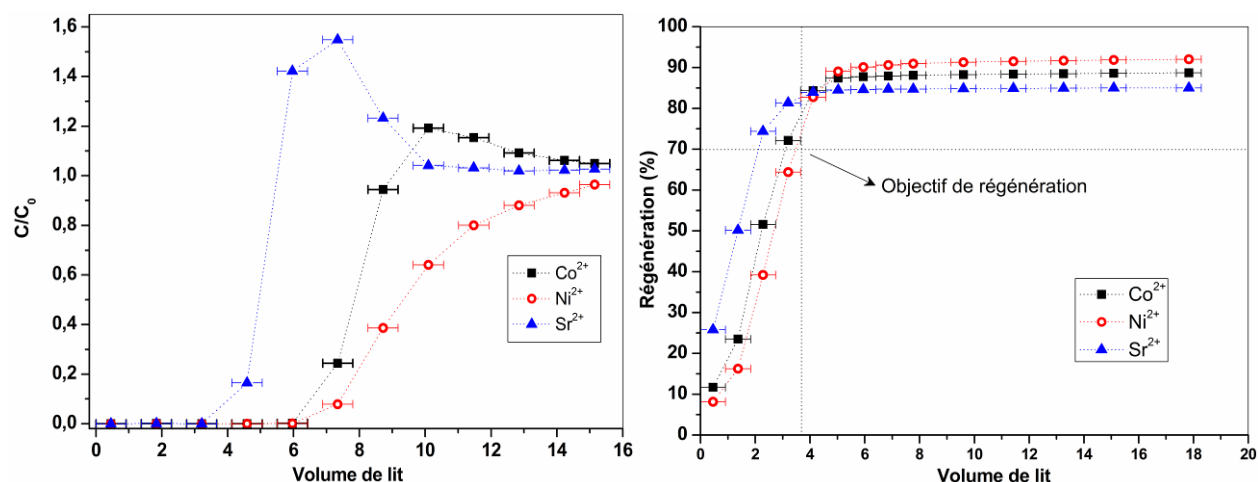 1,6
1,4
1,2
1,0
0,8
0,6
0,4
0,2
0,0
C/C₀
0 2 4 6 8 10 12 14 16
Volume de lit
Co²⁺
Ni²⁺
Sr²⁺
100
90
80
70
60
50
40
30
20
10
0
Régénération (%)
Objectif de régénération
Co²⁺
Ni²⁺
Sr²⁺
0 2 4 6 8 10 12 14 16 18 20
Volume de lit